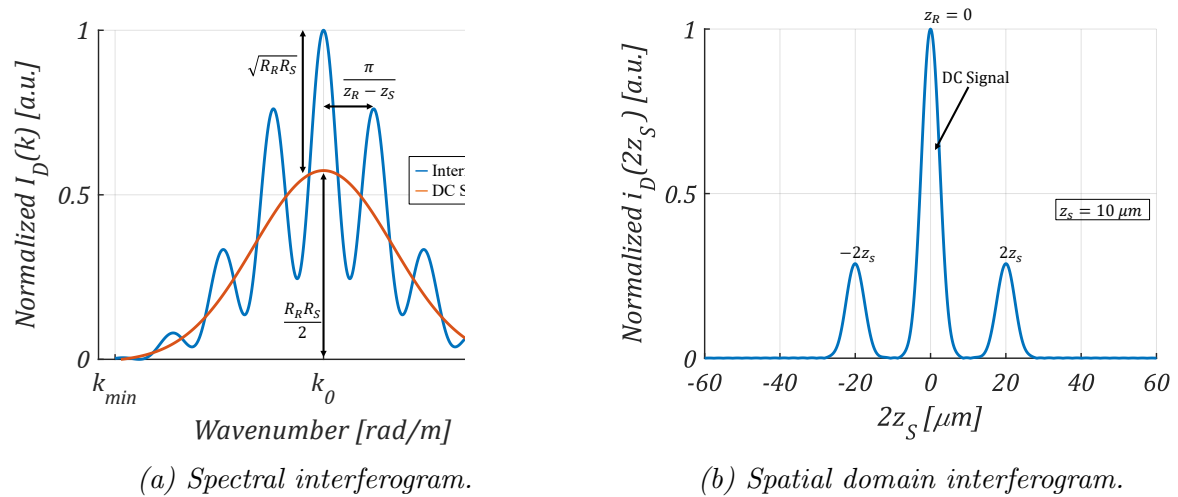 Normalized I_D(k) [a.u.]
1
0.5
0
√R_R R_S
π / z_R − z_S
Inter
DC S
R_R R_S / 2
k_min
k_0
Wavenumber [rad/m]
(a) Spectral interferogram.
Normalized i_D(2z_S) [a.u.]
z_R = 0
1
0.5
0
DC Signal
z_s = 10 μm
−2z_s
2z_s
-60 -40 -20 0 20 40 60
2z_S [μm]
(b) Spatial domain interferogram.